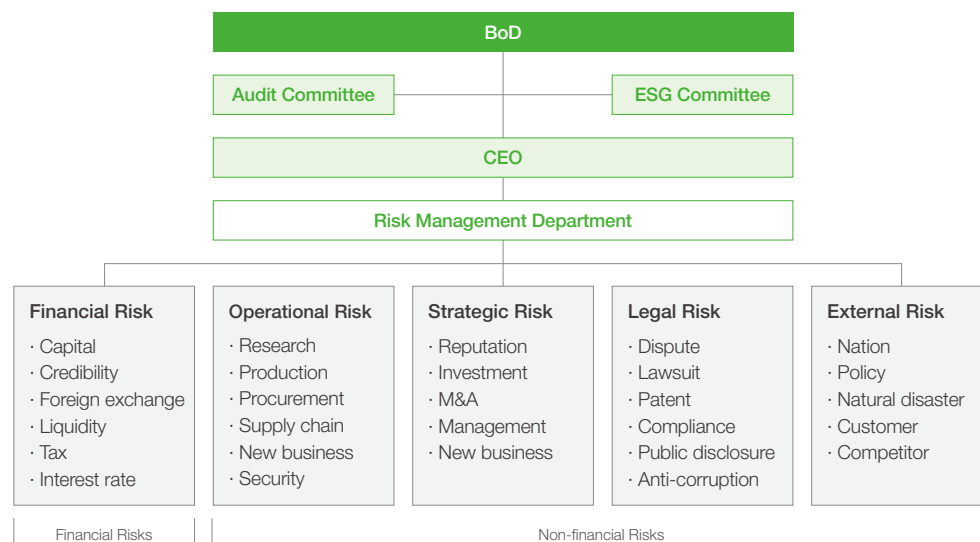 BoD
Audit Committee
ESG Committee
CEO
Risk Management Department
Financial Risk
· Capital
· Credibility
· Foreign exchange
· Liquidity
· Tax
· Interest rate
Operational Risk
· Research
· Production
· Procurement
· Supply chain
· New business
· Security
Strategic Risk
· Reputation
· Investment
· M&A
· Management
· New business
Legal Risk
· Dispute
· Lawsuit
· Patent
· Compliance
· Public disclosure
· Anti-corruption
External Risk
· Nation
· Policy
· Natural disaster
· Customer
· Competitor
Financial Risks
Non-financial Risks